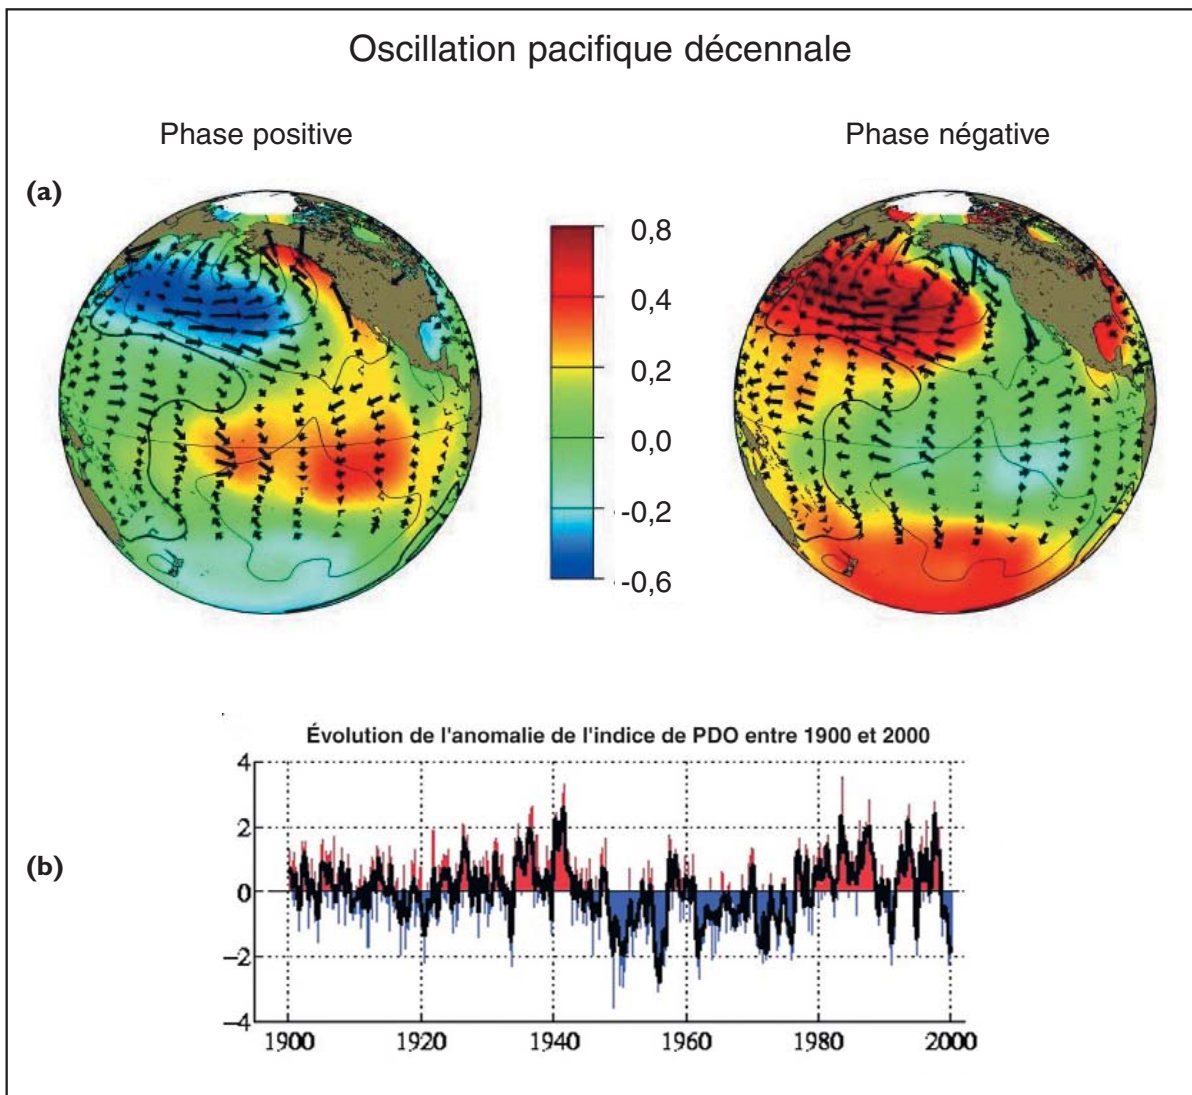 Oscillation pacifique décennale
Phase positive
Phase négative
(a)
0,8
0,4
0,2
0,0
-0,2
-0,6
Évolution de l'anomalie de l'indice de PDO entre 1900 et 2000
(b)
4
2
0
−2
−4
1900 1920 1940 1960 1980 2000